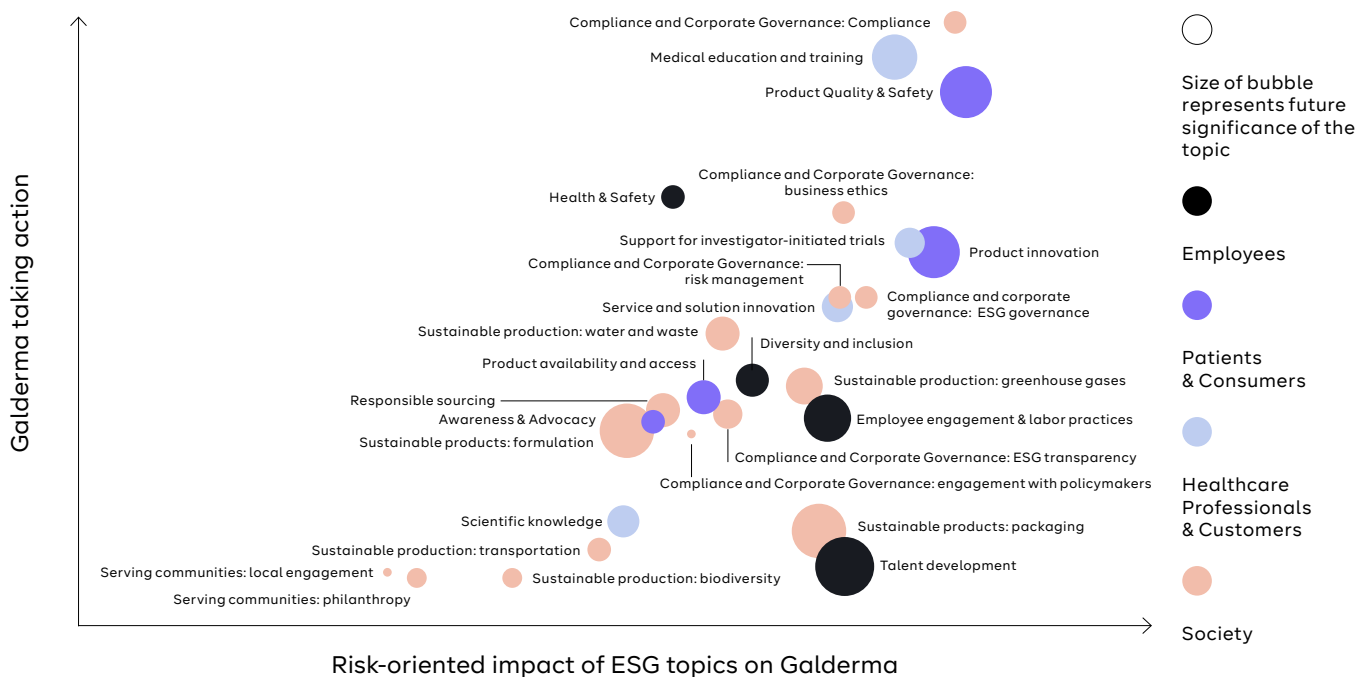 Galderma taking action
Compliance and Corporate Governance: Compliance
Medical education and training
Product Quality & Safety
Compliance and Corporate Governance:
business ethics
Health & Safety
Support for investigator-initiated trials
Product innovation
Compliance and Corporate Governance:
risk management
Compliance and corporate
governance: ESG governance
Service and solution innovation
Sustainable production: water and waste
Diversity and inclusion
Product availability and access
Sustainable production: greenhouse gases
Responsible sourcing
Awareness & Advocacy
Employee engagement & labor practices
Sustainable products: formulation
Compliance and Corporate Governance: ESG transparency
Compliance and Corporate Governance: engagement with policymakers
Scientific knowledge
Sustainable products: packaging
Sustainable production: transportation
Talent development
Serving communities: local engagement
Sustainable production: biodiversity
Serving communities: philanthropy
Risk-oriented impact of ESG topics on Galderma
Size of bubble
represents future
significance of the
topic
Employees
Patients
& Consumers
Healthcare
Professionals
& Customers
Society